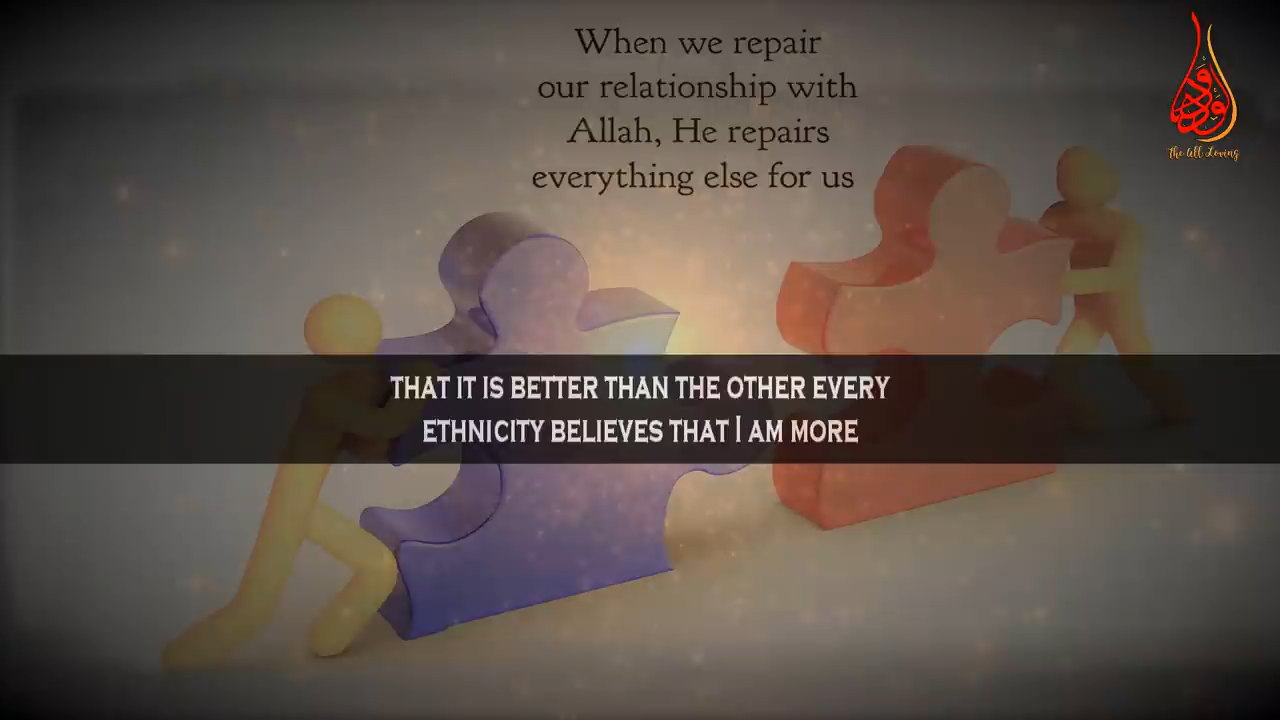 When we repair
our relationship with
Allah, He repairs
everything else for us
الودود
The All Loving
THAT IT IS BETTER THAN THE OTHER EVERY
ETHNICITY BELIEVES THAT I AM MORE